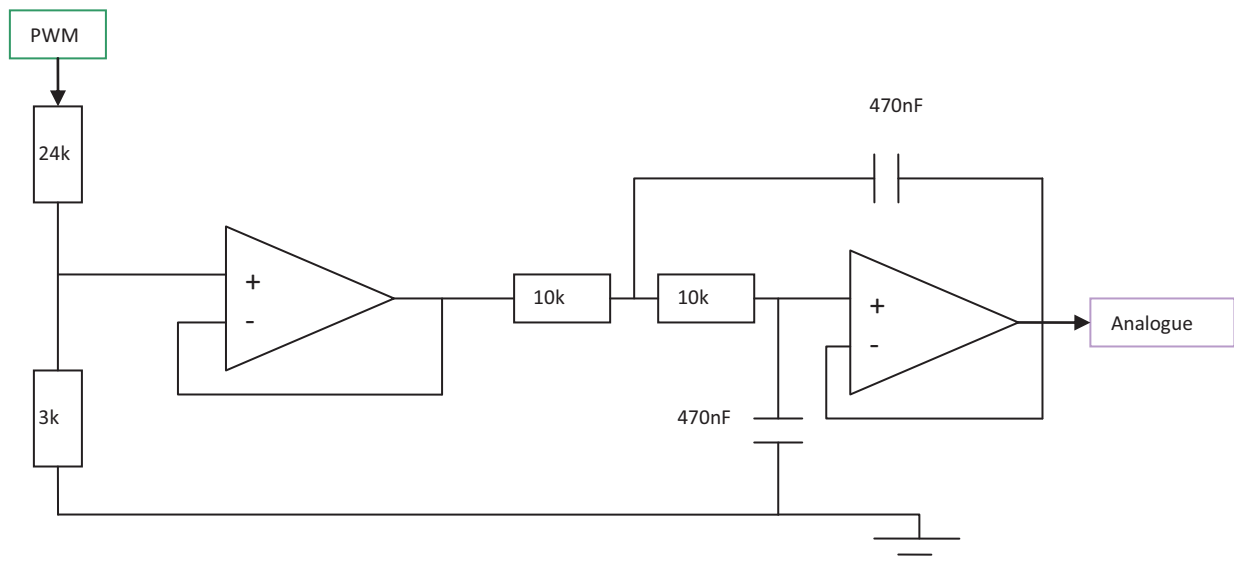 PWM
470nF
24k
+
-
10k
10k
+
-
Analogue
3k
470nF